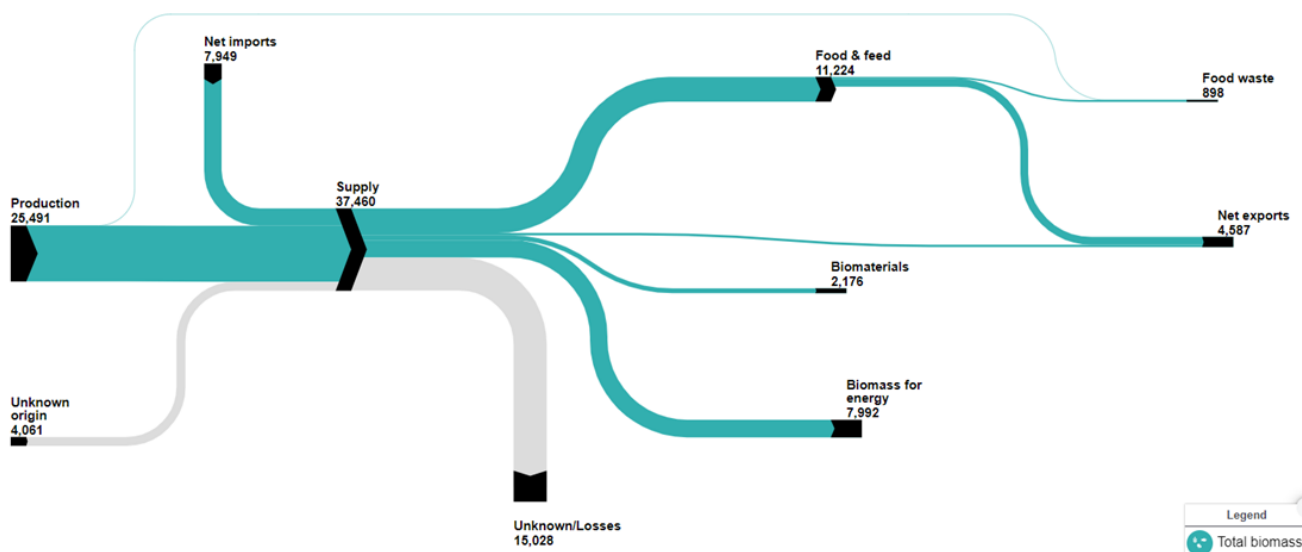 Net imports
7,949
Food & feed
11,224
Food waste
898
Supply
37,460
Production
25,491
Net exports
4,587
Biomaterials
2,176
Biomass for
energy
7,992
Unknown
origin
4,061
Unknown/Losses
15,028
Legend
Total biomass